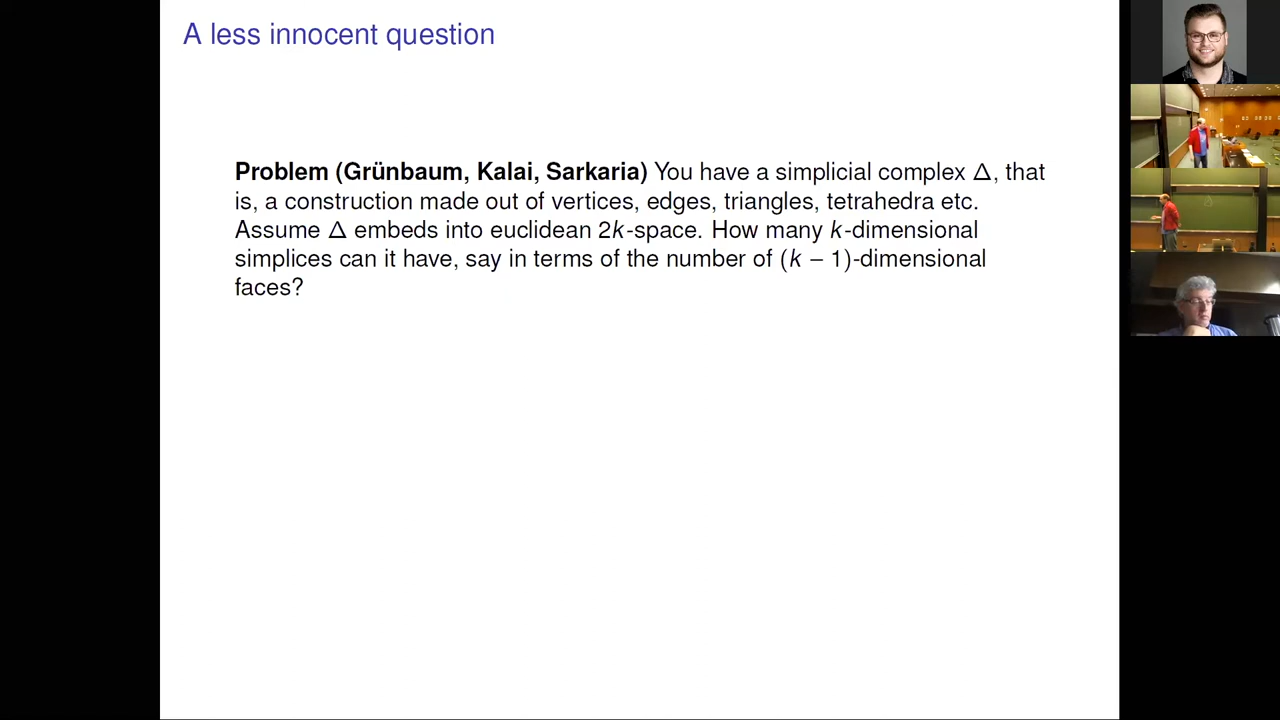 A less innocent question
Problem (Grünbaum, Kalai, Sarkaria) You have a simplicial complex Δ, that
is, a construction made out of vertices, edges, triangles, tetrahedra etc.
Assume Δ embeds into euclidean 2k-space. How many k-dimensional
simplices can it have, say in terms of the number of (k − 1)-dimensional
faces?